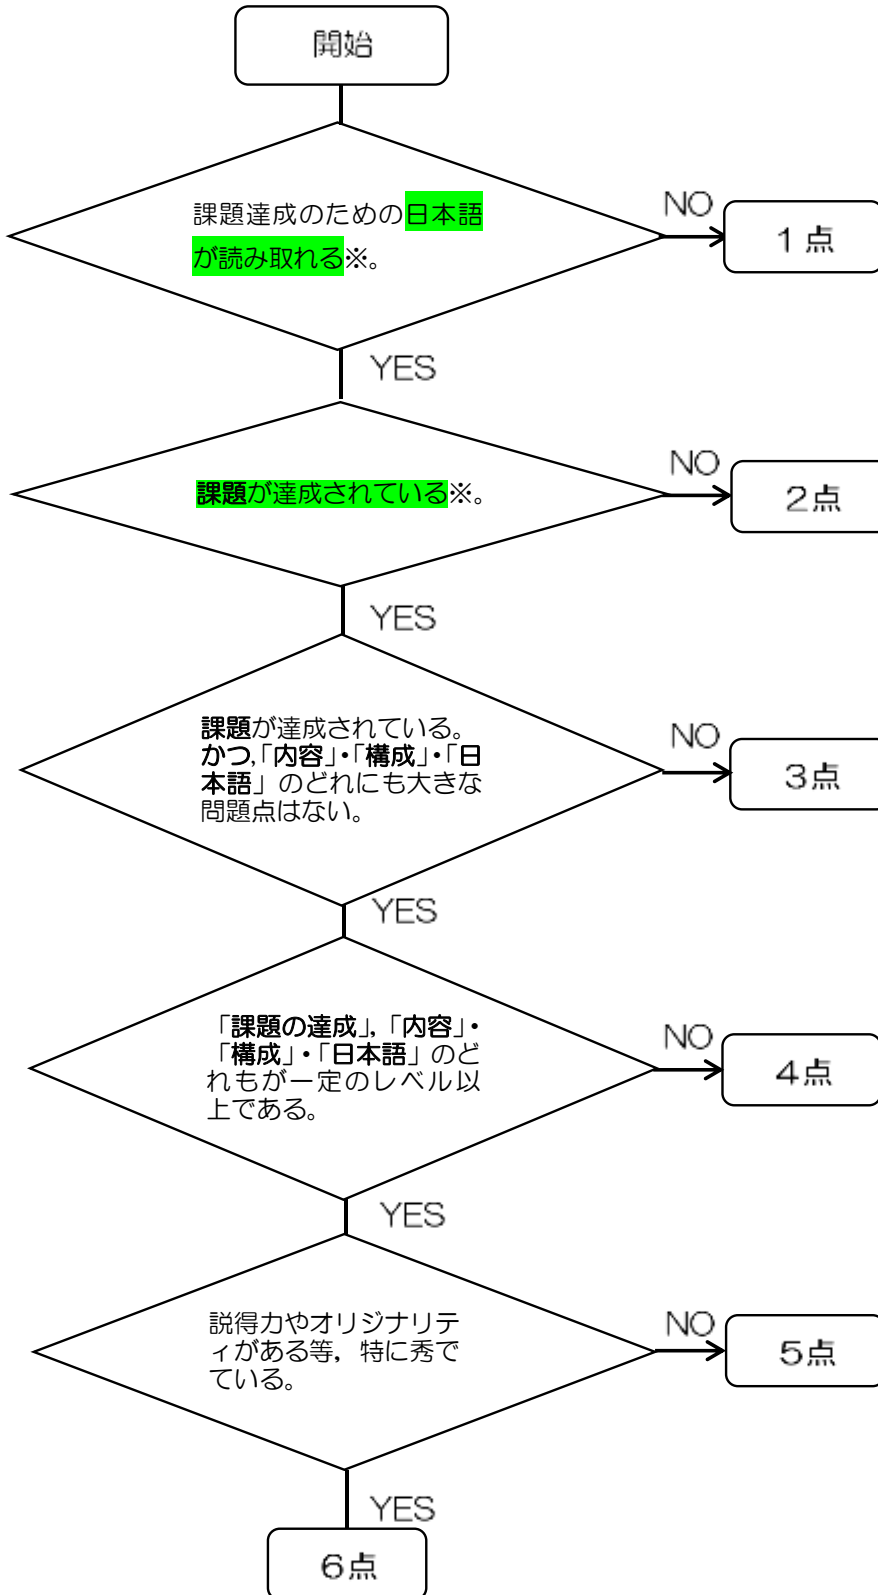 開始
課題達成のための日本語
が読み取れる※。
NO
1点
YES
課題が達成されている※。
NO
2点
YES
課題が達成されている。
かつ,「内容」・「構成」・「日
本語」のどれにも大きな
問題点はない。
NO
3点
YES
「課題の達成」,「内容」・
「構成」・「日本語」のど
れもが一定のレベル以
上である。
NO
4点
YES
説得力やオリジナリテ
ィがある等，特に秀で
ている。
NO
5点
YES
6点